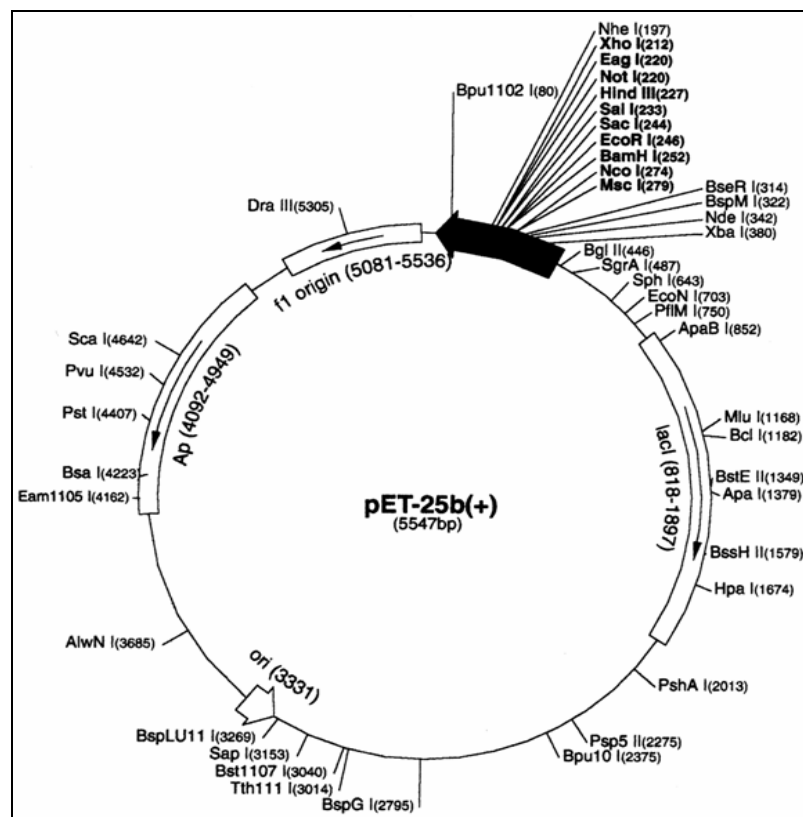 Nhe I(197)
Xho I(212)
Eag I(220)
Not I(220)
Hind III(227)
Sal I(233)
Sac I(244)
EcoR I(246)
BamH I(252)
Nco I(274)
Msc I(279)
Bpu1102 I(80)
BseR I(314)
BspM I(322)
Nde I(342)
Xba I(380)
Bgl II(446)
SgrA I(487)
Sph I(643)
EcoN I(703)
PflM I(750)
ApaB I(852)
Mlu I(1168)
Bcl I(1182)
BstE II(1349)
Apa I(1379)
BssH II(1579)
Hpa I(1674)
lacI (818-1897)
PshA I(2013)
Psp5 II(2275)
Bpu10 I(2375)
BspG I(2795)
Tth111 I(3014)
Bst1107 I(3040)
Sap I(3153)
BspLU11 I(3269)
ori (3331)
AlwN I(3685)
Eam1105 I(4162)
Bsa I(4223)
Pst I(4407)
Pvu I(4532)
Sca I(4642)
Ap (4092-4949)
Dra III(5305)
f1 origin (5081-5536)
pET-25b(+)
(5547bp)